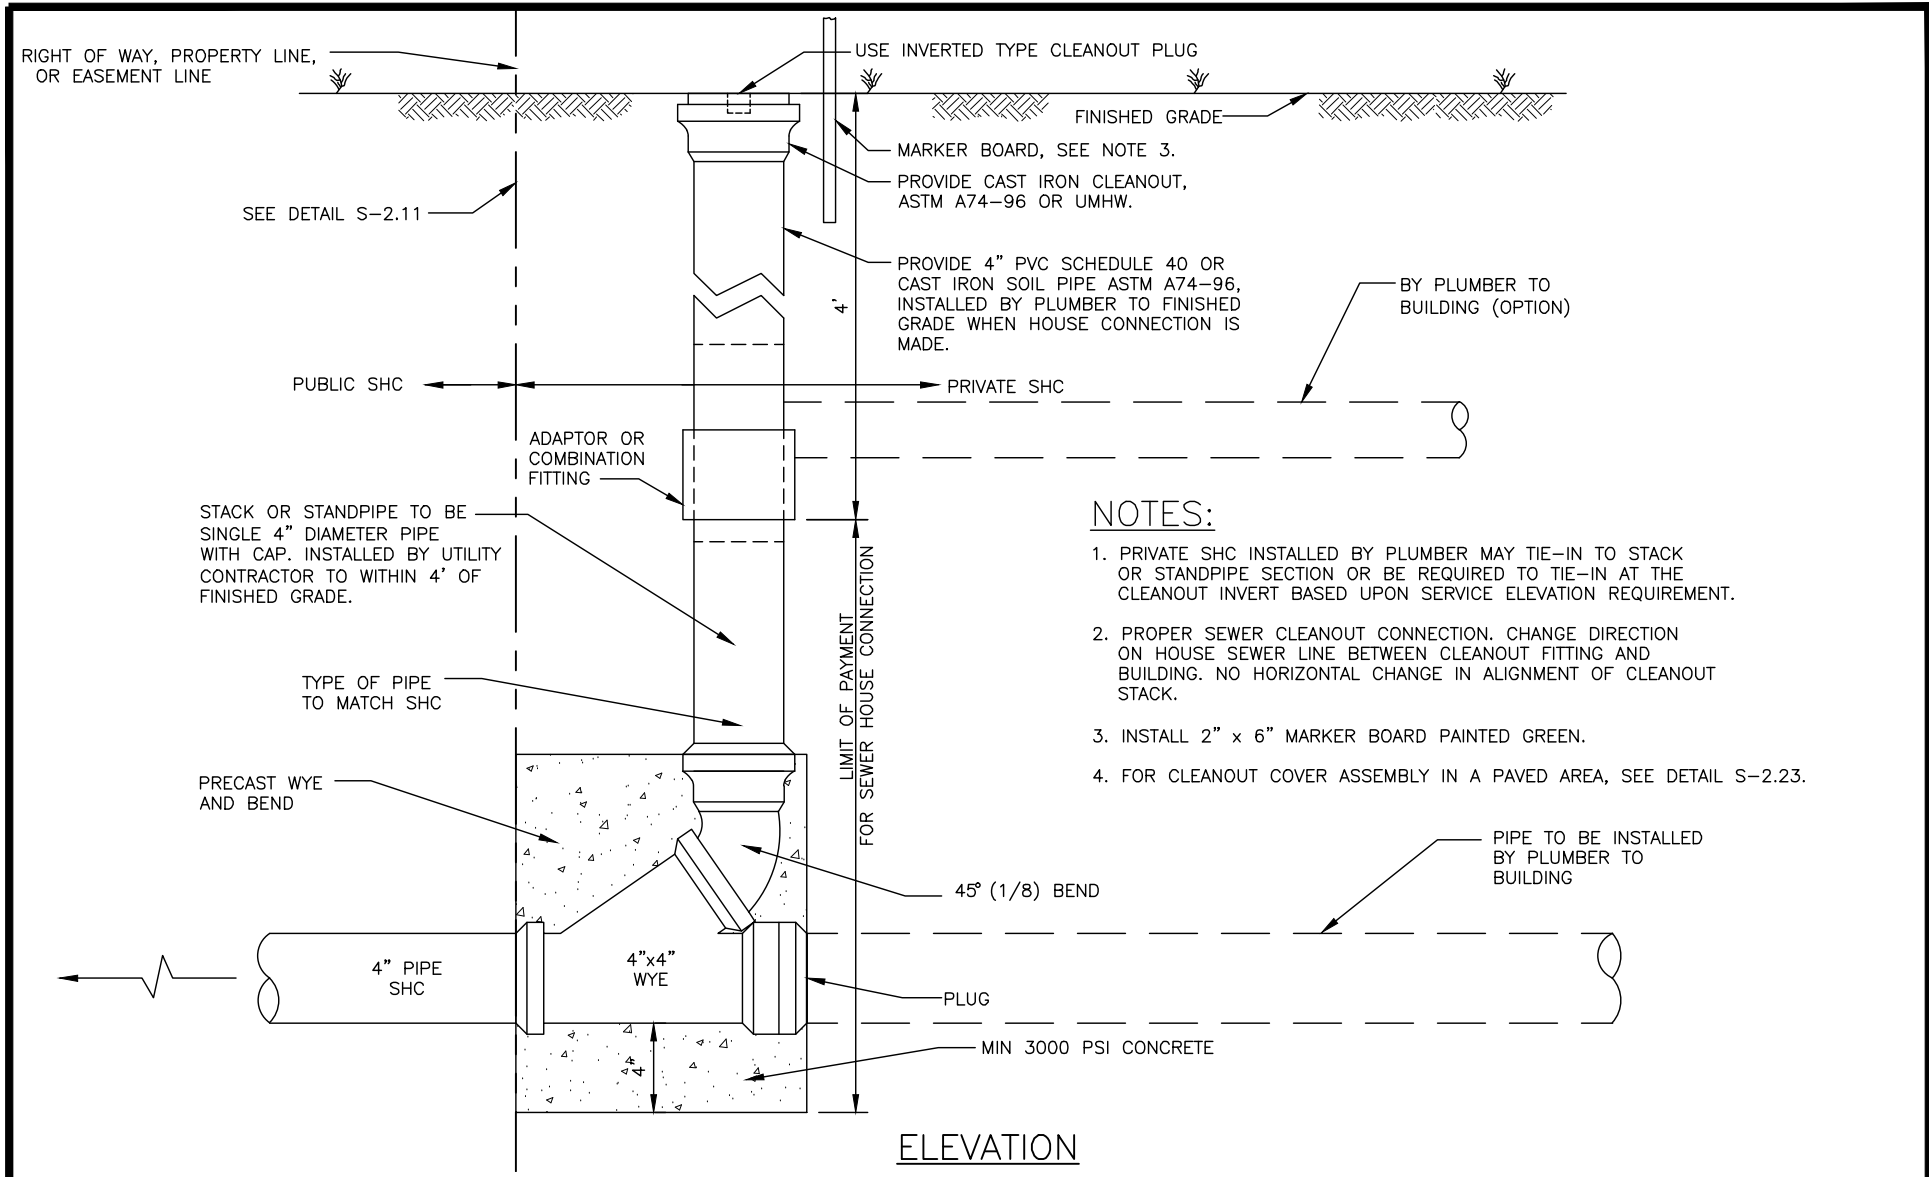 RIGHT OF WAY, PROPERTY LINE,
OR EASEMENT LINE
USE INVERTED TYPE CLEANOUT PLUG
FINISHED GRADE
MARKER BOARD, SEE NOTE 3.
PROVIDE CAST IRON CLEANOUT,
ASTM A74-96 OR UMHW.
SEE DETAIL S-2.11
PROVIDE 4" PVC SCHEDULE 40 OR
CAST IRON SOIL PIPE ASTM A74-96,
INSTALLED BY PLUMBER TO FINISHED
GRADE WHEN HOUSE CONNECTION IS
MADE.
4'
BY PLUMBER TO
BUILDING (OPTION)
PUBLIC SHC
PRIVATE SHC
ADAPTOR OR
COMBINATION
FITTING
STACK OR STANDPIPE TO BE
SINGLE 4" DIAMETER PIPE
WITH CAP. INSTALLED BY UTILITY
CONTRACTOR TO WITHIN 4' OF
FINISHED GRADE.
LIMIT OF PAYMENT
FOR SEWER HOUSE CONNECTION
NOTES:
1. PRIVATE SHC INSTALLED BY PLUMBER MAY TIE-IN TO STACK
OR STANDPIPE SECTION OR BE REQUIRED TO TIE-IN AT THE
CLEANOUT INVERT BASED UPON SERVICE ELEVATION REQUIREMENT.
2. PROPER SEWER CLEANOUT CONNECTION. CHANGE DIRECTION
ON HOUSE SEWER LINE BETWEEN CLEANOUT FITTING AND
BUILDING. NO HORIZONTAL CHANGE IN ALIGNMENT OF CLEANOUT
STACK.
3. INSTALL 2" x 6" MARKER BOARD PAINTED GREEN.
4. FOR CLEANOUT COVER ASSEMBLY IN A PAVED AREA, SEE DETAIL S-2.23.
TYPE OF PIPE
TO MATCH SHC
PRECAST WYE
AND BEND
PIPE TO BE INSTALLED
BY PLUMBER TO
BUILDING
45° (1/8) BEND
4" PIPE
SHC
4"x4"
WYE
PLUG
MIN 3000 PSI CONCRETE
4"
ELEVATION